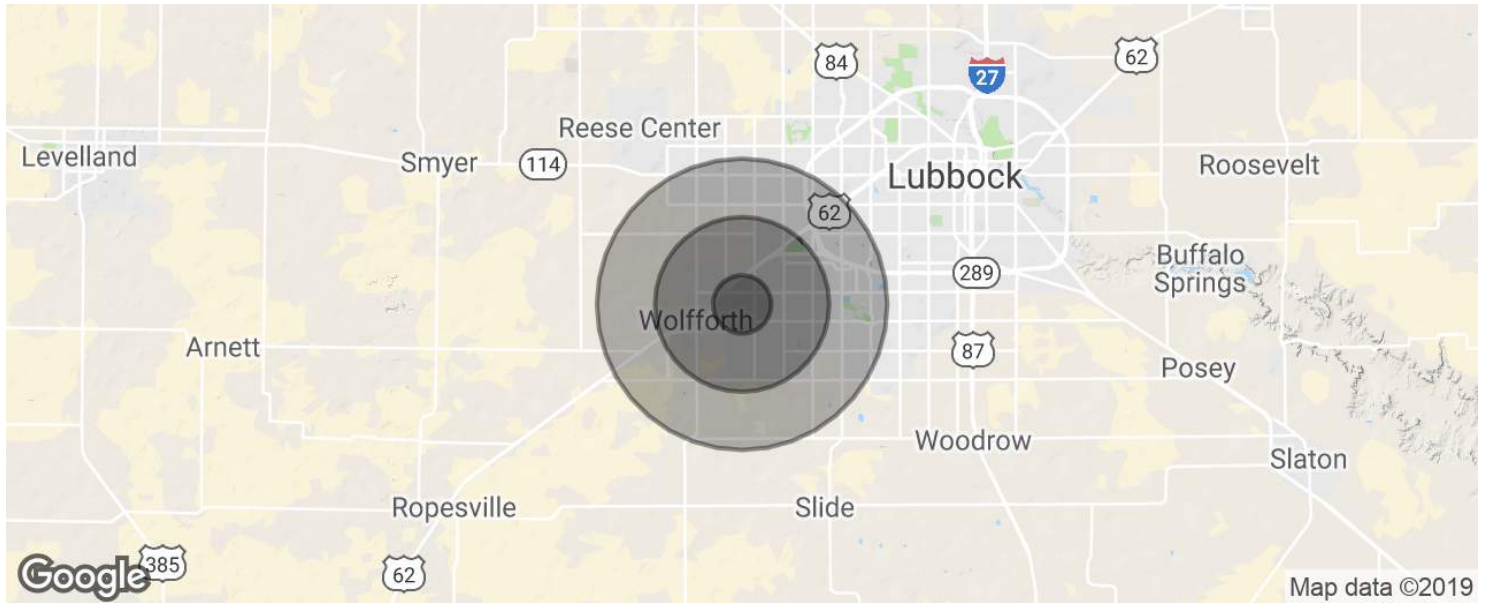 84
27
62
Reese Center
Levelland
Smyer
114
Lubbock
Roosevelt
62
Buffalo
Springs
289
Wolfforth
Arnett
87
Posey
Woodrow
Slaton
Ropesville
Slide
Google
385
62
Map data ©2019